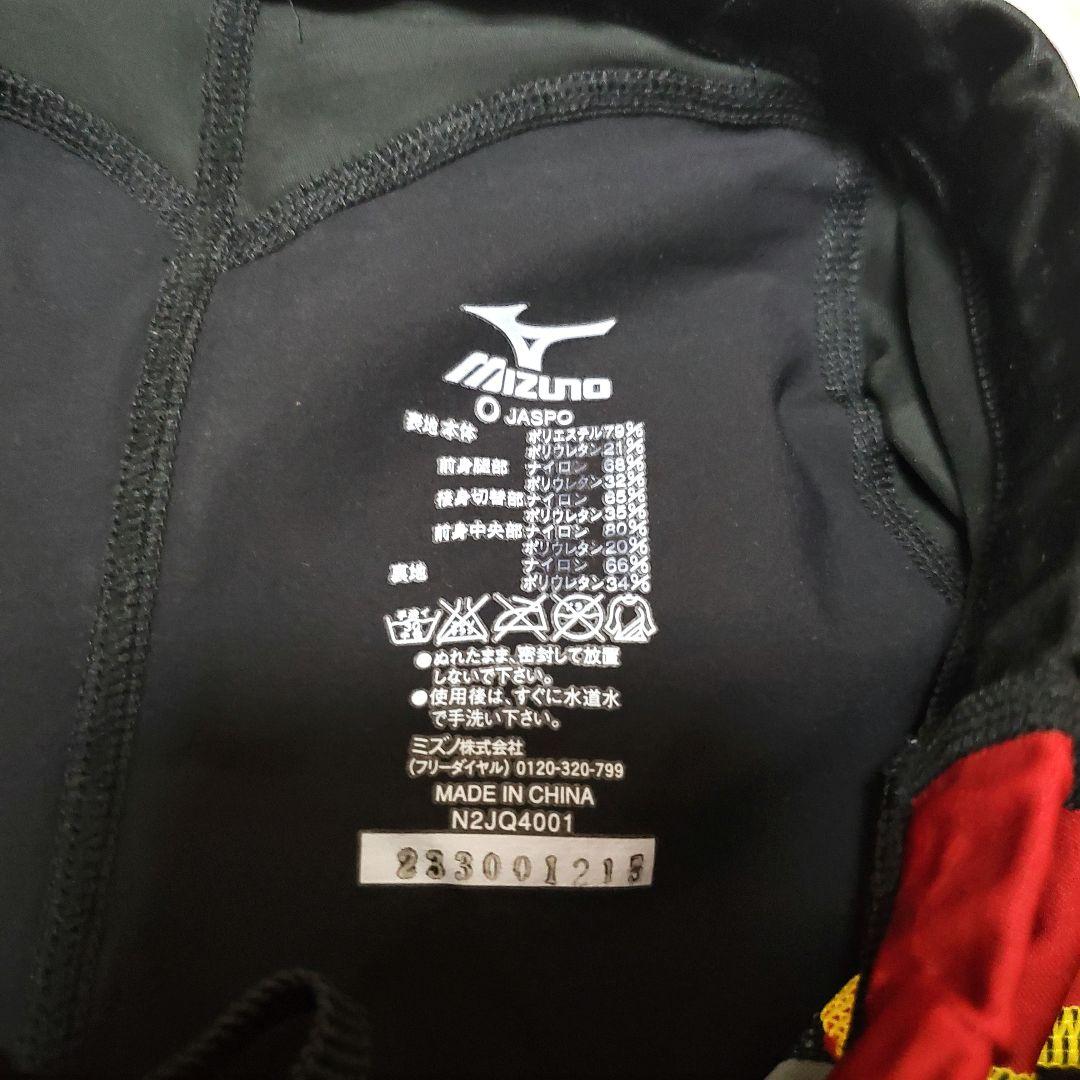 MIZUNO
O JASPO
表地本体 ポリエステル79%
ポリウレタン21%
前身腿部 ナイロン 68%
ポリウレタン32%
後身切替部 ナイロン 65%
ポリウレタン35%
前身中央部 ナイロン 80%
ポリウレタン20%
裏地 ナイロン 66%
ポリウレタン34%
●ぬれたまま、密封して放置
しないで下さい。
●使用後は、すぐに水道水
で手洗い下さい。
ミズノ株式会社
(フリーダイヤル) 0120-320-799
MADE IN CHINA
N2JQ4001